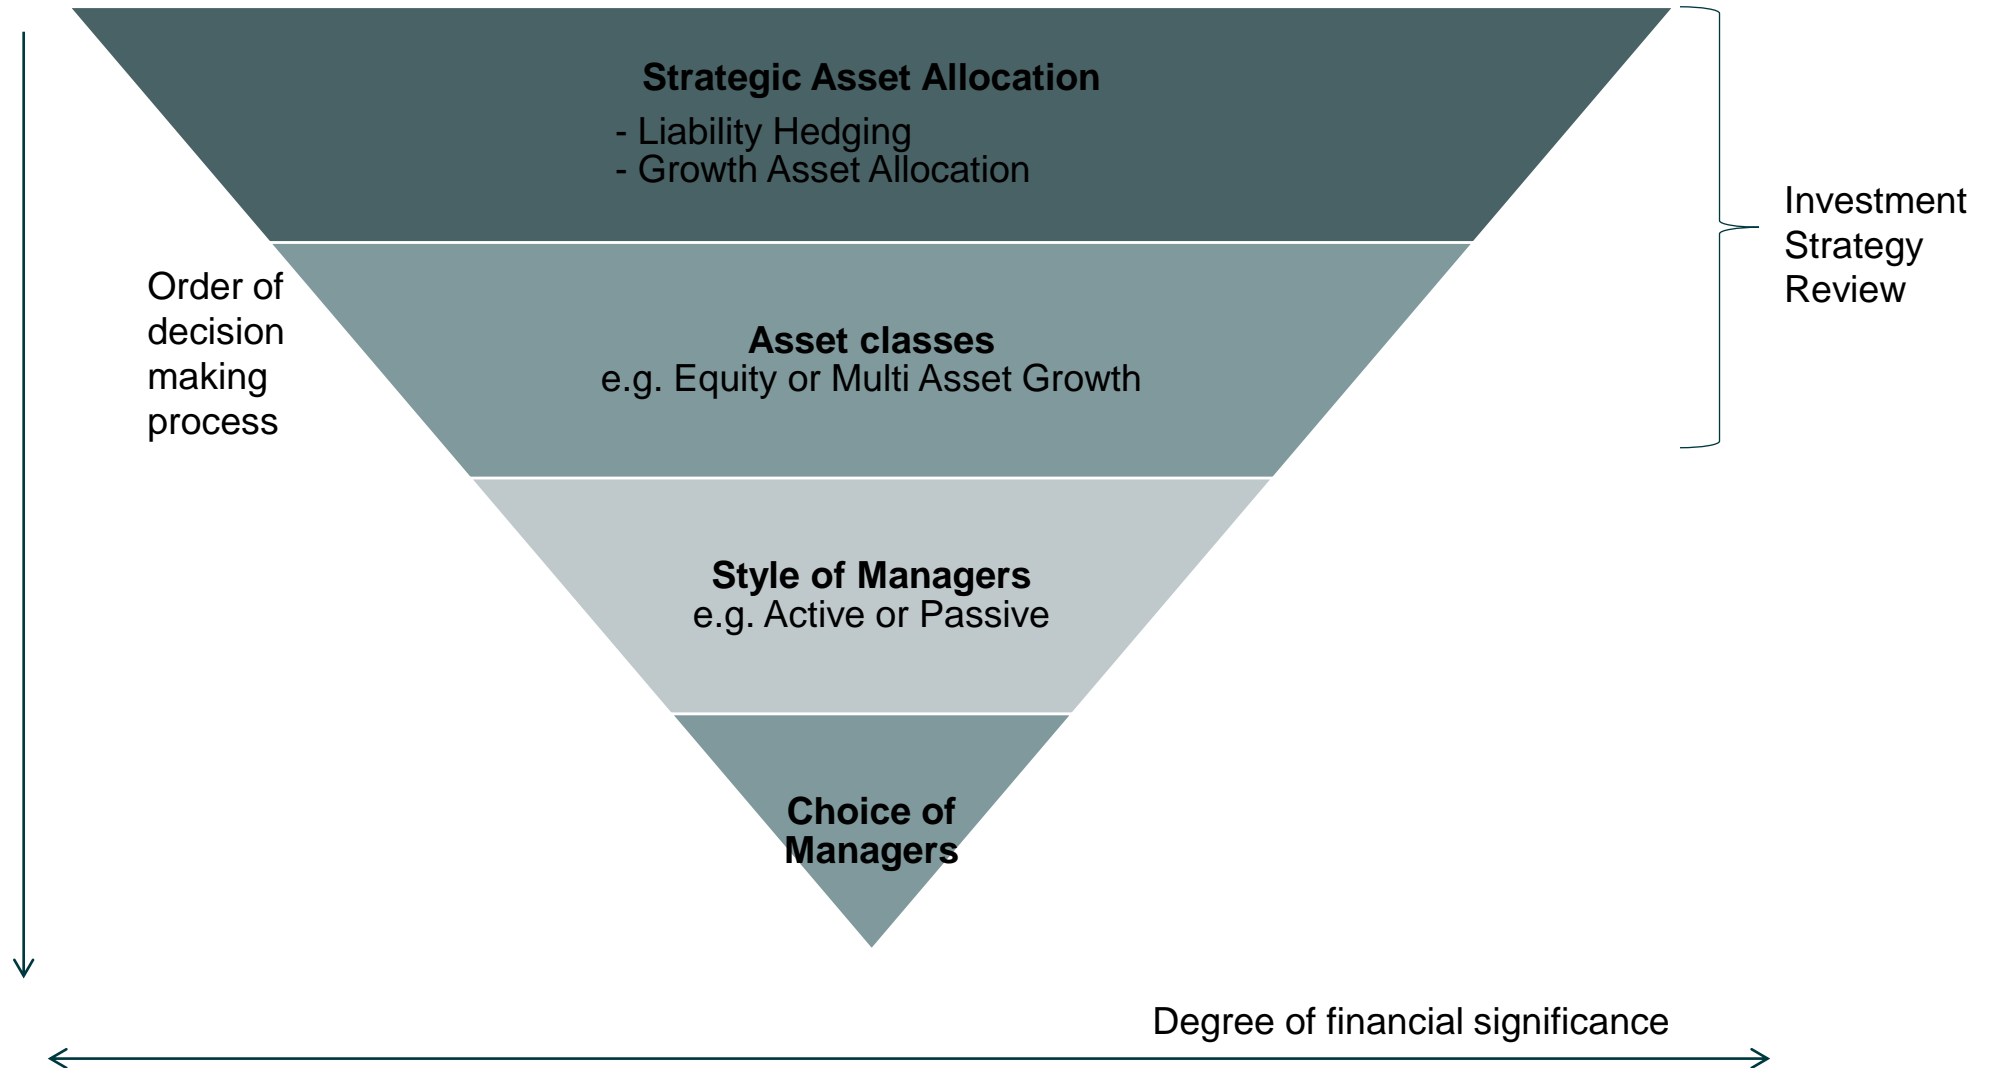 Strategic Asset Allocation
- Liability Hedging
- Growth Asset Allocation
Investment
Strategy
Review
Order of
decision
making
process
Asset classes
e.g. Equity or Multi Asset Growth
Style of Managers
e.g. Active or Passive
Choice of
Managers
Degree of financial significance